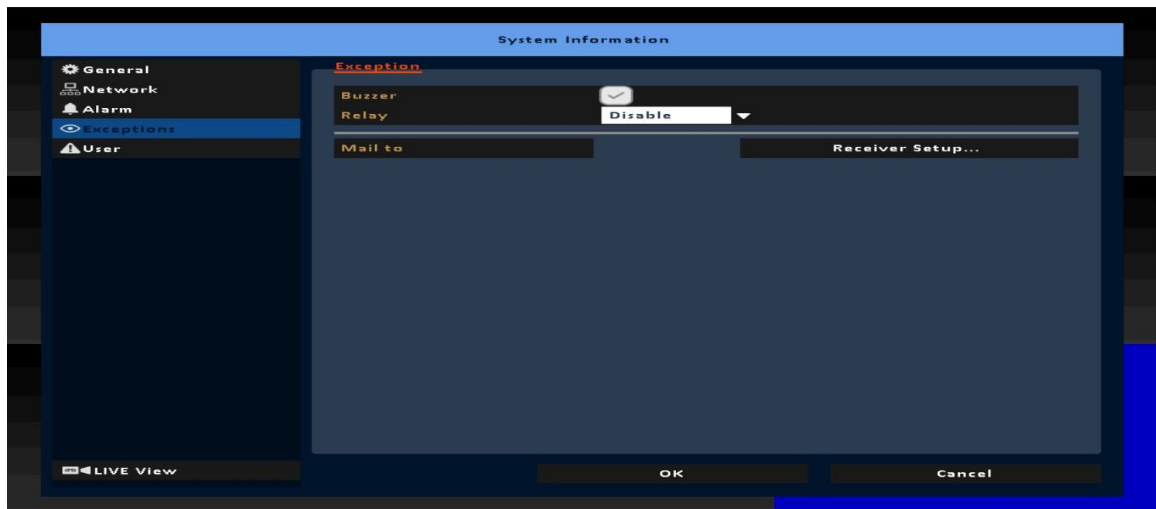 System Information
General
Network
Alarm
Exceptions
User
Exception
Buzzer
Relay Disable
Mail to Receiver Setup...
LIVE View
OK Cancel